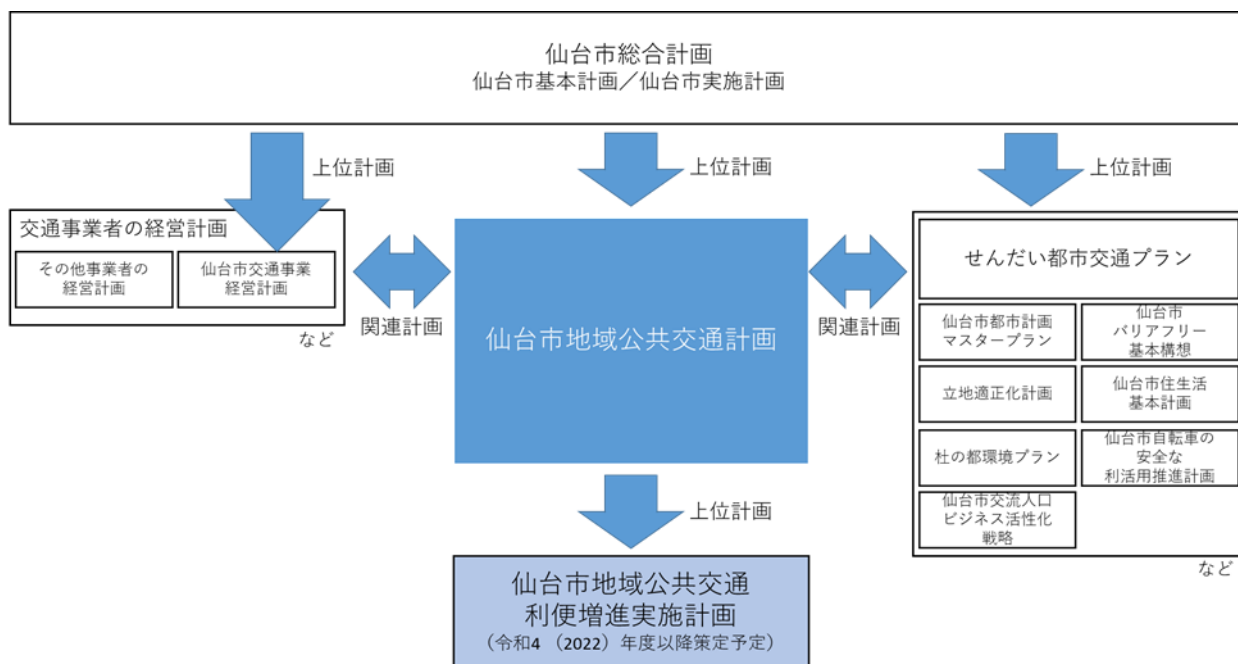 仙台市総合計画
仙台市基本計画／仙台市実施計画
上位計画
上位計画
上位計画
交通事業者の経営計画
その他事業者の
経営計画
仙台市交通事業
経営計画
など
関連計画
仙台市地域公共交通計画
関連計画
せんだい都市交通プラン
仙台市都市計画
マスタープラン
仙台市
バリアフリー
基本構想
立地適正化計画
仙台市住生活
基本計画
杜の都環境プラン
仙台市自転車の
安全な
利活用推進計画
仙台市交流人口
ビジネス活性化
戦略
など
上位計画
仙台市地域公共交通
利便増進実施計画
（令和4 （2022）年度以降策定予定）